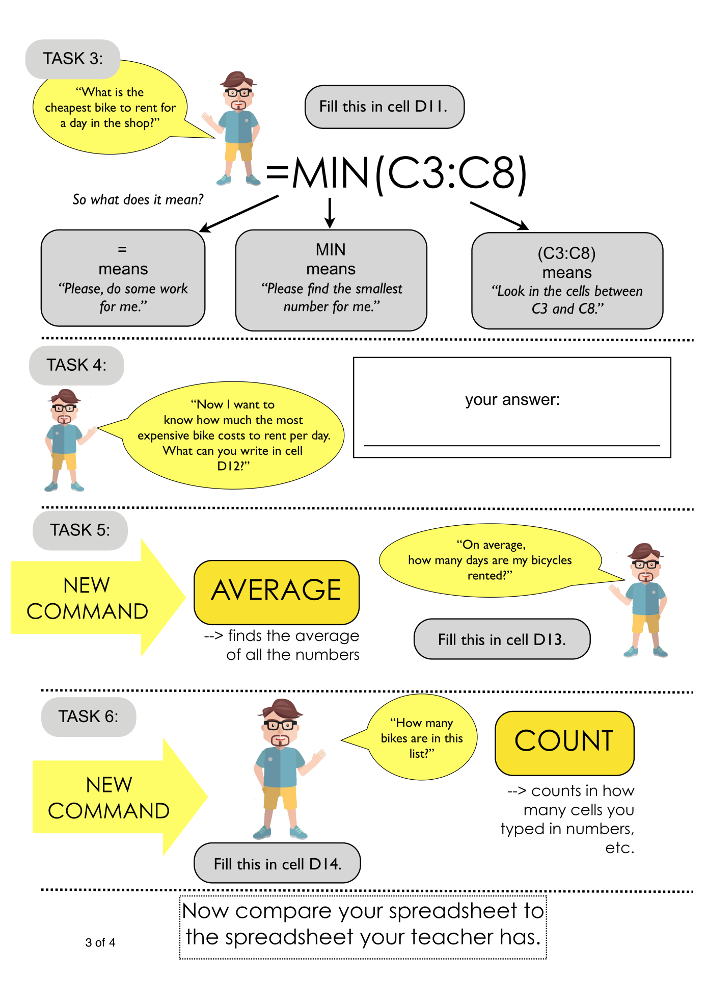 TASK 3:
“What is the
cheapest bike to rent for
a day in the shop?”
Fill this in cell D11.
=MIN(C3:C8)
So what does it mean?
=
means
“Please, do some work
for me.”
MIN
means
“Please find the smallest
number for me.”
(C3:C8)
means
“Look in the cells between
C3 and C8.”
TASK 4:
“Now I want to
know how much the most
expensive bike costs to rent per day.
What can you write in cell
D12?”
your answer:
TASK 5:
NEW
COMMAND
AVERAGE
--> finds the average
of all the numbers
“On average,
how many days are my bicycles
rented?”
Fill this in cell D13.
TASK 6:
NEW
COMMAND
“How many
bikes are in this
list?”
COUNT
--> counts in how
many cells you
typed in numbers,
etc.
Fill this in cell D14.
Now compare your spreadsheet to
the spreadsheet your teacher has.
3 of 4